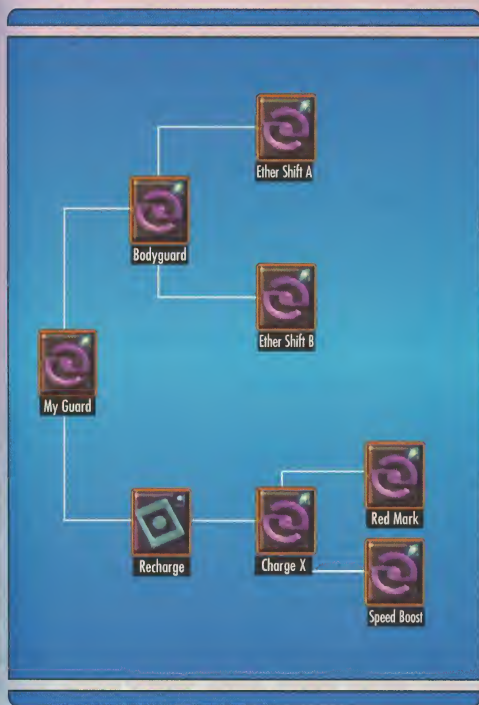 Ether Shift A
Bodyguard
Ether Shift B
My Guard
Red Mark
Recharge
Charge X
Speed Boost